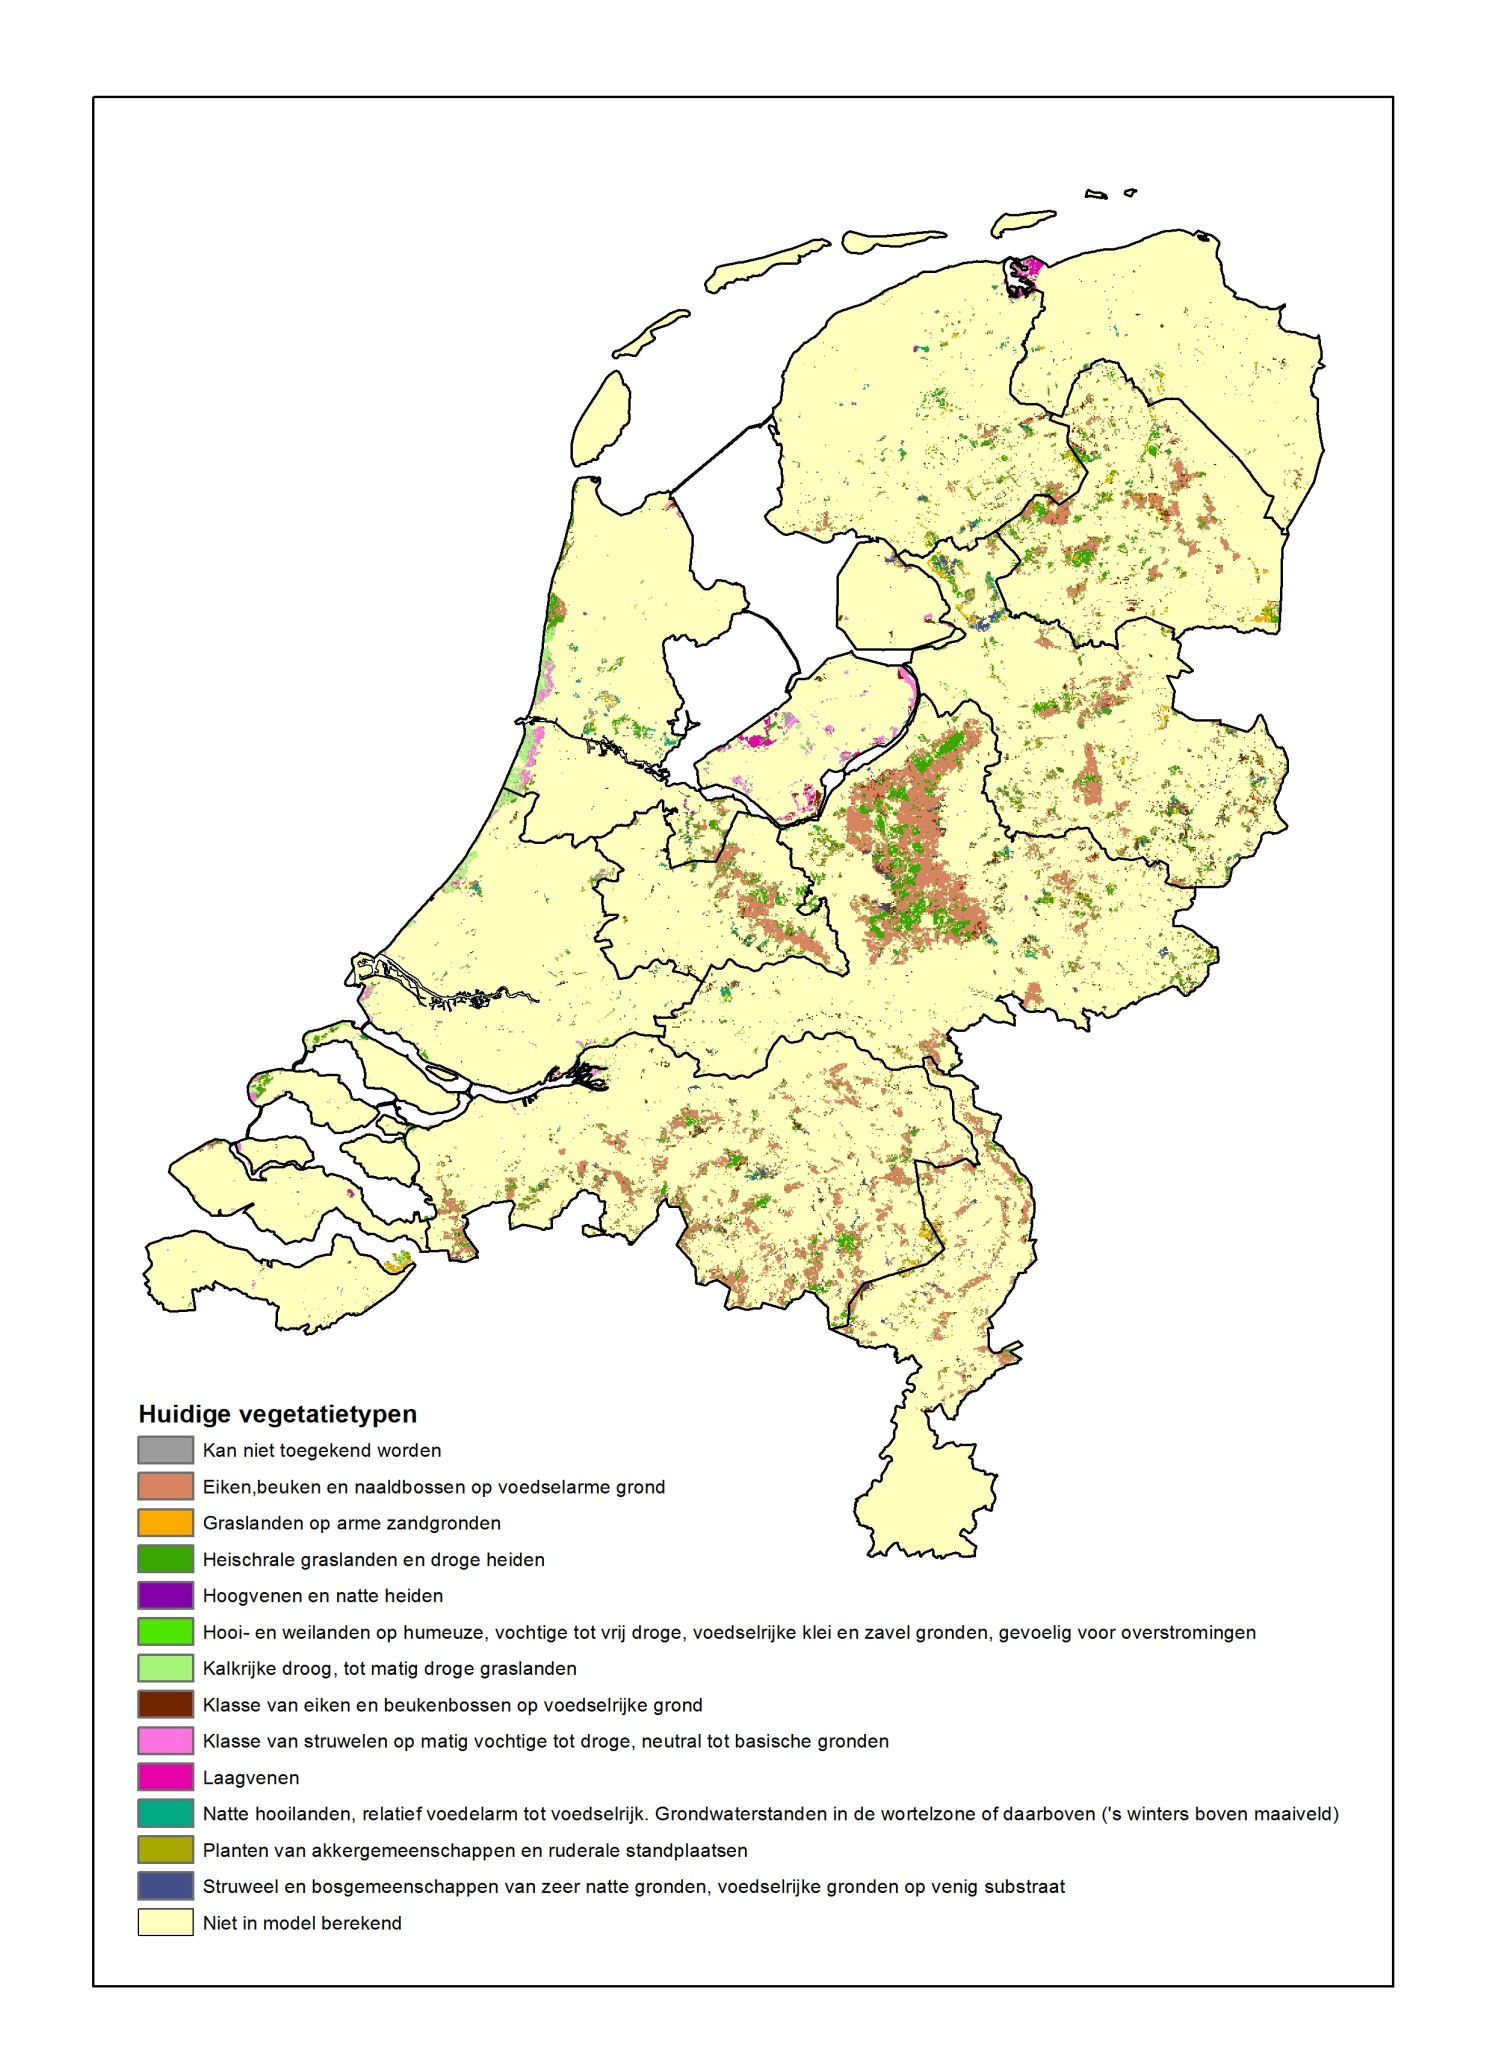 Huidige vegetatietypen
Kan niet toegekend worden
Eiken,beuken en naaldbossen op voedselarme grond
Graslanden op arme zandgronden
Heischrale graslanden en droge heiden
Hoogvenen en natte heiden
Hooi- en weilanden op humeuze, vochtige tot vrij droge, voedselrijke klei en zavel gronden, gevoelig voor overstromingen
Kalkrijke droog, tot matig droge graslanden
Klasse van eiken en beukenbossen op voedselrijke grond
Klasse van struwelen op matig vochtige tot droge, neutral tot basische gronden
Laagvenen
Natte hooilanden, relatief voedelarm tot voedselrijk. Grondwaterstanden in de wortelzone of daarboven ('s winters boven maaiveld)
Planten van akkergemeenschappen en ruderale standplaatsen
Struweel en bosgemeenschappen van zeer natte gronden, voedselrijke gronden op venig substraat
Niet in model berekend